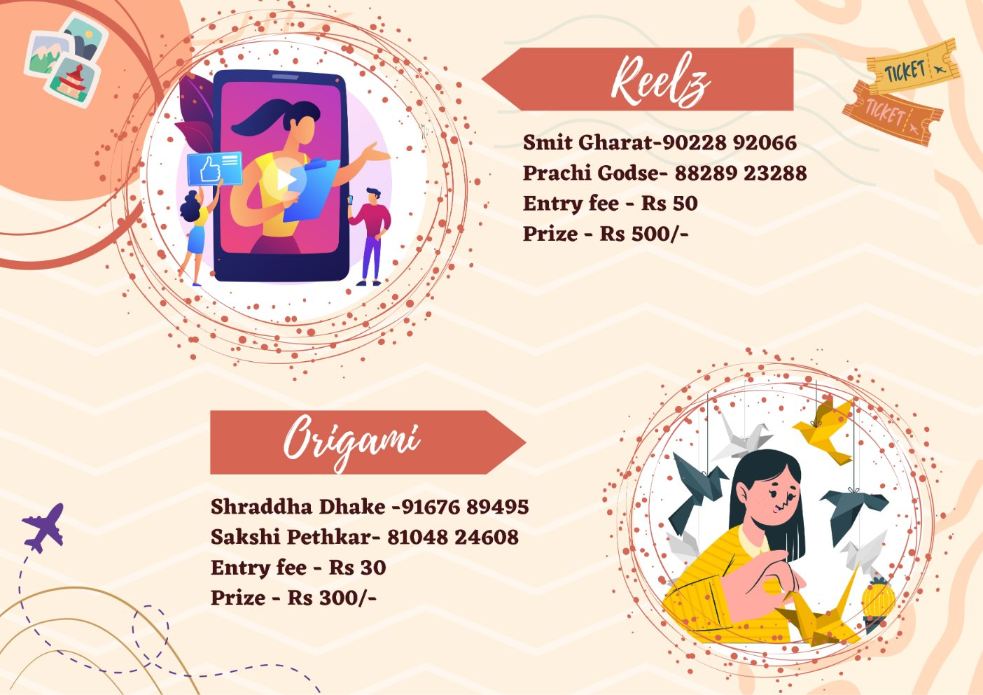 Reelz
TICKET
TICKET
Smit Gharat-90228 92066
Prachi Godse- 88289 23288
Entry fee - Rs 50
Prize - Rs 500/-
Origami
Shraddha Dhake -91676 89495
Sakshi Pethkar- 81048 24608
Entry fee - Rs 30
Prize - Rs 300/-